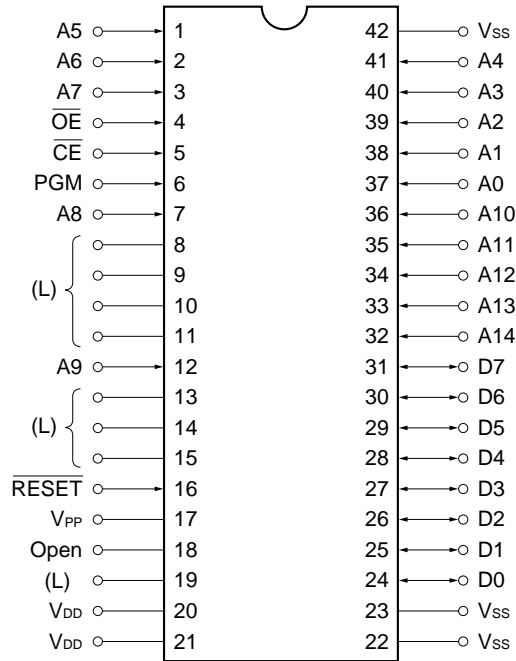 A5 1 42 Vss
A6 2 41 A4
A7 3 40 A3
O̅E̅ 4 39 A2
C̅E̅ 5 38 A1
PGM 6 37 A0
A8 7 36 A10
8 35 A11
(L) 9 34 A12
10 33 A13
11 32 A14
A9 12 31 D7
13 30 D6
(L) 14 29 D5
15 28 D4
R̅E̅S̅E̅T̅ 16 27 D3
VPP 17 26 D2
Open 18 25 D1
(L) 19 24 D0
VDD 20 23 Vss
VDD 21 22 Vss